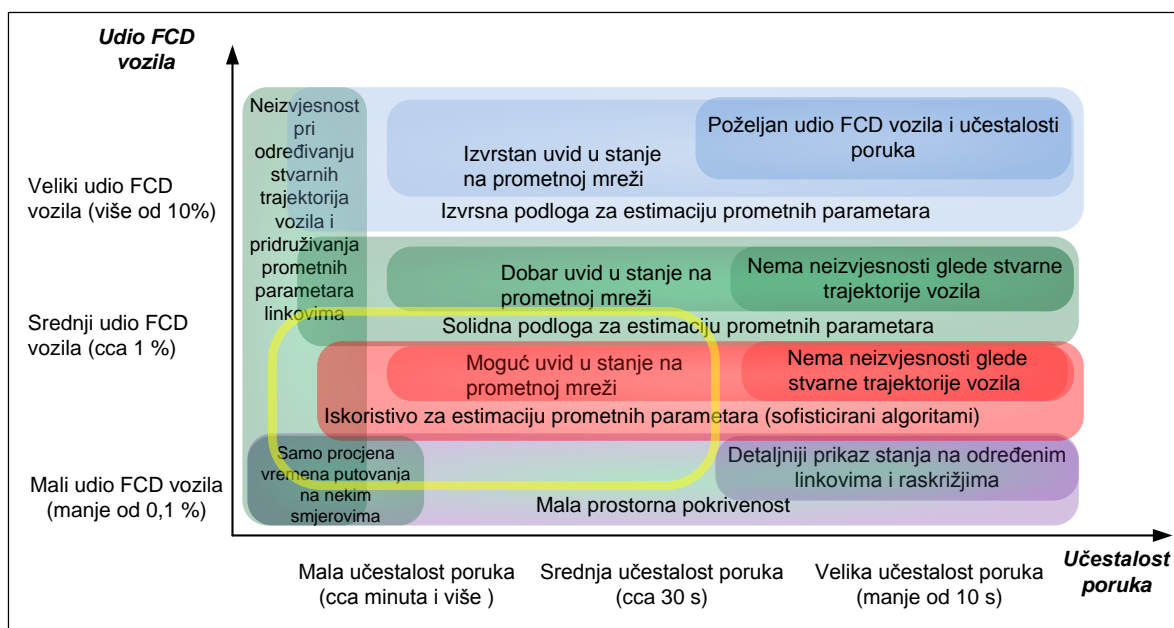 Udio FCD
vozila
Neizvjesnost
pri
određivanju
stvarnih
trajektorija
vozila i
pridruživanja
prometnih
parametara
linkovima
Poželjan udio FCD vozila i učestalosti
poruka
Izvrstan uvid u stanje
na prometnoj mreži
Izvrsna podloga za estimaciju prometnih parametara
Veliki udio FCD
vozila (više od 10%)
Dobar uvid u stanje na
prometnoj mreži
Nema neizvjesnosti glede stvarne
trajektorije vozila
Solidna podloga za estimaciju prometnih parametara
Srednji udio FCD
vozila (cca 1 %)
Moguć uvid u stanje na
prometnoj mreži
Nema neizvjesnosti glede
stvarne trajektorije vozila
Iskoristivo za estimaciju prometnih parametara (sofisticirani algoritami)
Samo procjena
vremena putovanja
na nekim
smjerovima
Detaljniji prikaz stanja na određenim
linkovima i raskrižjima
Mala prostorna pokrivenost
Mali udio FCD vozila
(manje od 0,1 %)
Mala učestalost poruka
(cca minuta i više )
Srednja učestalost poruka
(cca 30 s)
Velika učestalost poruka
(manje od 10 s)
Učestalost
poruka